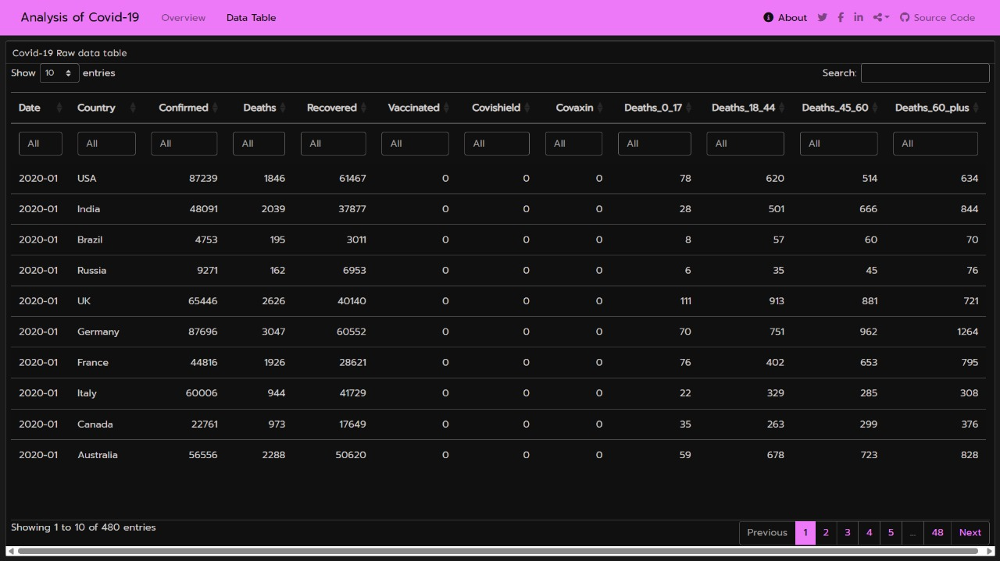 Analysis of Covid-19 Overview Data Table About Source Code
Covid-19 Raw data table
Show 10 entries Search:
Date Country Confirmed Deaths Recovered Vaccinated Covishield Covaxin Deaths_0_17 Deaths_18_44 Deaths_45_60 Deaths_60_plus
All All All All All All All All All All All All
2020-01 USA 87239 1846 61467 0 0 0 78 620 514 634
2020-01 India 48091 2039 37877 0 0 0 28 501 666 844
2020-01 Brazil 4753 195 3011 0 0 0 8 57 60 70
2020-01 Russia 9271 162 6953 0 0 0 6 35 45 76
2020-01 UK 65446 2626 40140 0 0 0 111 913 881 721
2020-01 Germany 87696 3047 60552 0 0 0 70 751 962 1264
2020-01 France 44816 1926 28621 0 0 0 76 402 653 795
2020-01 Italy 60006 944 41729 0 0 0 22 329 285 308
2020-01 Canada 22761 973 17649 0 0 0 35 263 299 376
2020-01 Australia 56556 2288 50620 0 0 0 59 678 723 828
Showing 1 to 10 of 480 entries Previous 1 2 3 4 5 … 48 Next